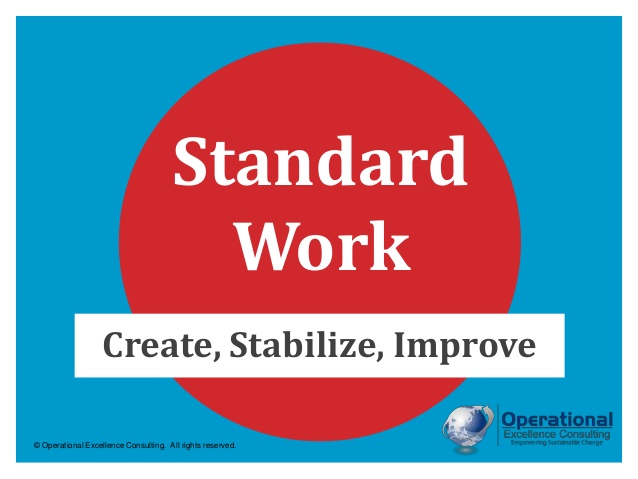 Standard
Work
Create, Stabilize, Improve
© Operational Excellence Consulting.  All rights reserved.
Operational
Excellence Consulting
Empowering Sustainable Change